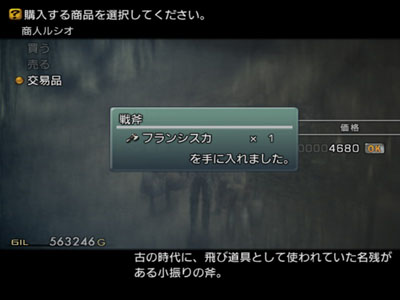 購入する商品を選択してください。
商人ルシオ
買う
売る
交易品
戦斧
フランシスカ × 1
を手に入れました。
価格
00004680 OK
GIL 563246 G
古の時代に、飛び道具として使われていた名残が
ある小振りの斧。